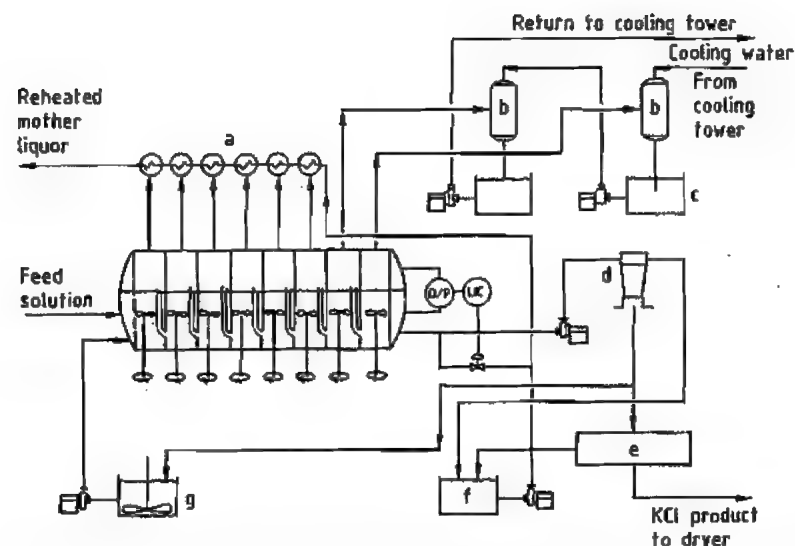 Return to cooling tower
Cooling water
From
cooling
tower
Reheated
mother
liquor
a
b
b
c
Feed
solution
D/P
LIC
d
e
f
g
KCl product
to dryer